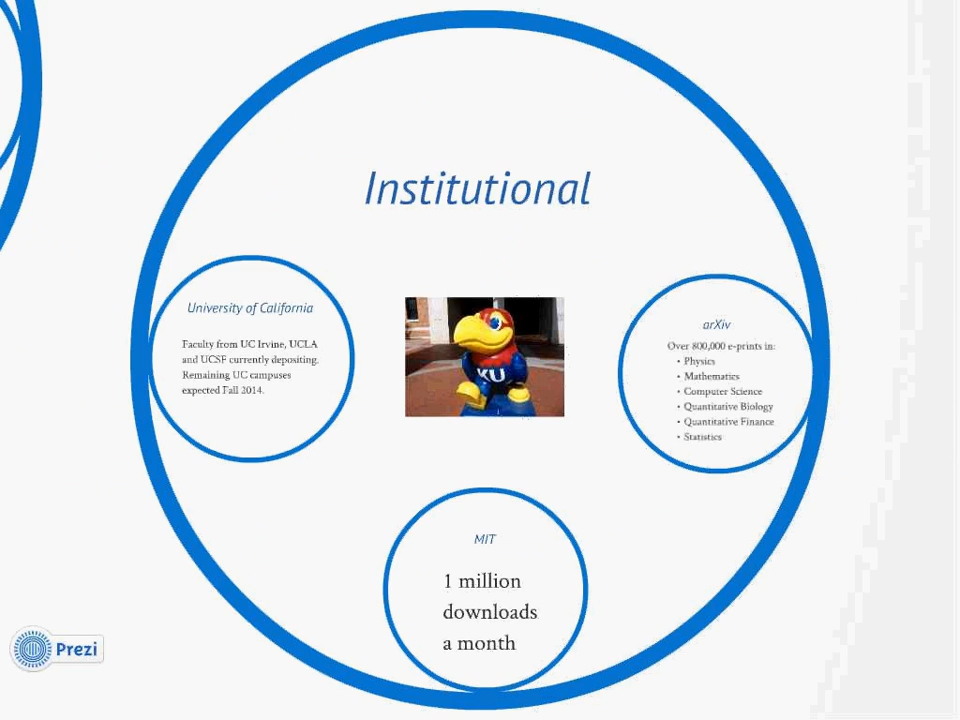 Institutional
University of California
Faculty from UC Irvine, UCLA
and UCSF currently depositing.
Remaining UC campuses
expected Fall 2014.
KU
arXiv
Over 800,000 e-prints in:
• Physics
• Mathematics
• Computer Science
• Quantitative Biology
• Quantitative Finance
• Statistics
MIT
1 million
downloads
a month
Prezi